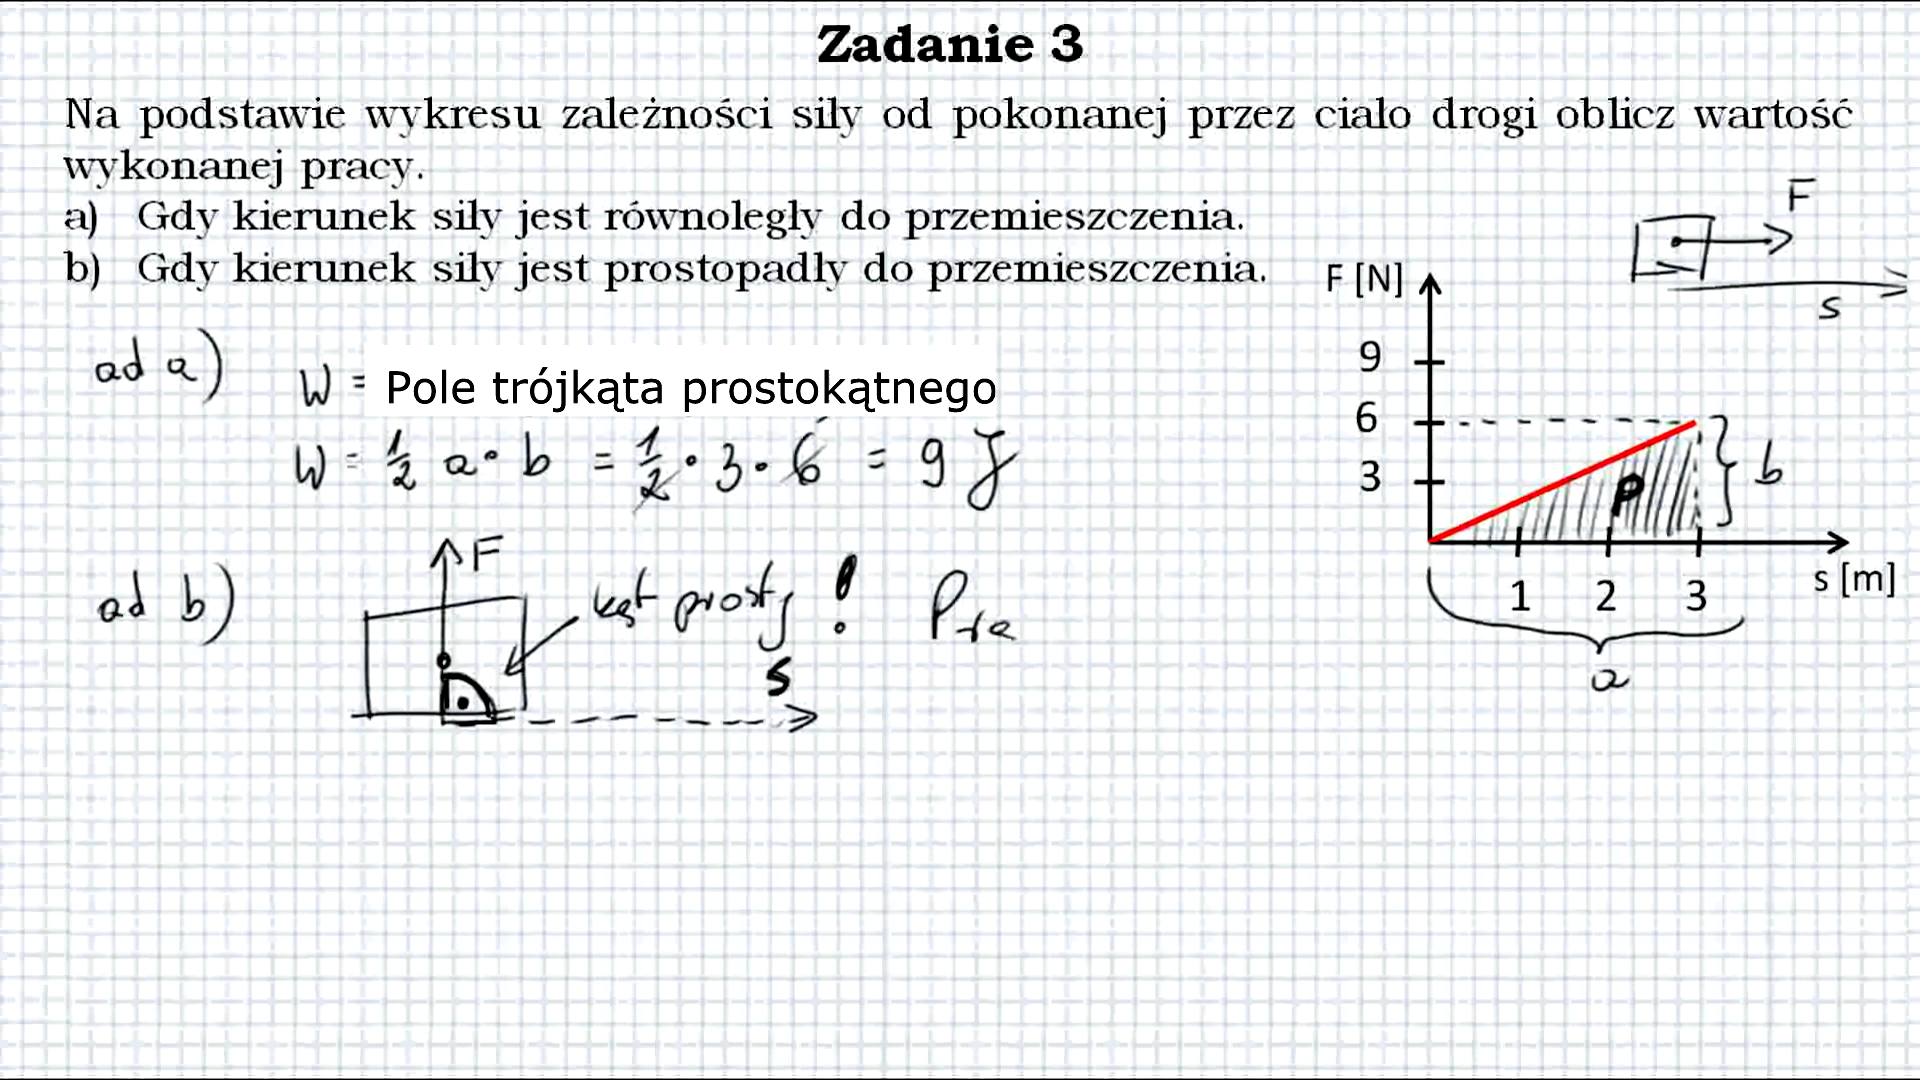 Zadanie 3
Na podstawie wykresu zależności siły od pokonanej przez ciało drogi oblicz wartość
wykonanej pracy.
a) Gdy kierunek siły jest równoległy do przemieszczenia.
b) Gdy kierunek siły jest prostopadły do przemieszczenia.
F
s
F [N]
9
6
3
P
b
1 2 3
s [m]
a
ad a) W = Pole trójkąta prostokątnego
W = 1/2 a · b = 1/2 · 3 · 6 = 9 J
ad b) F kąt prosty ! Pra
s